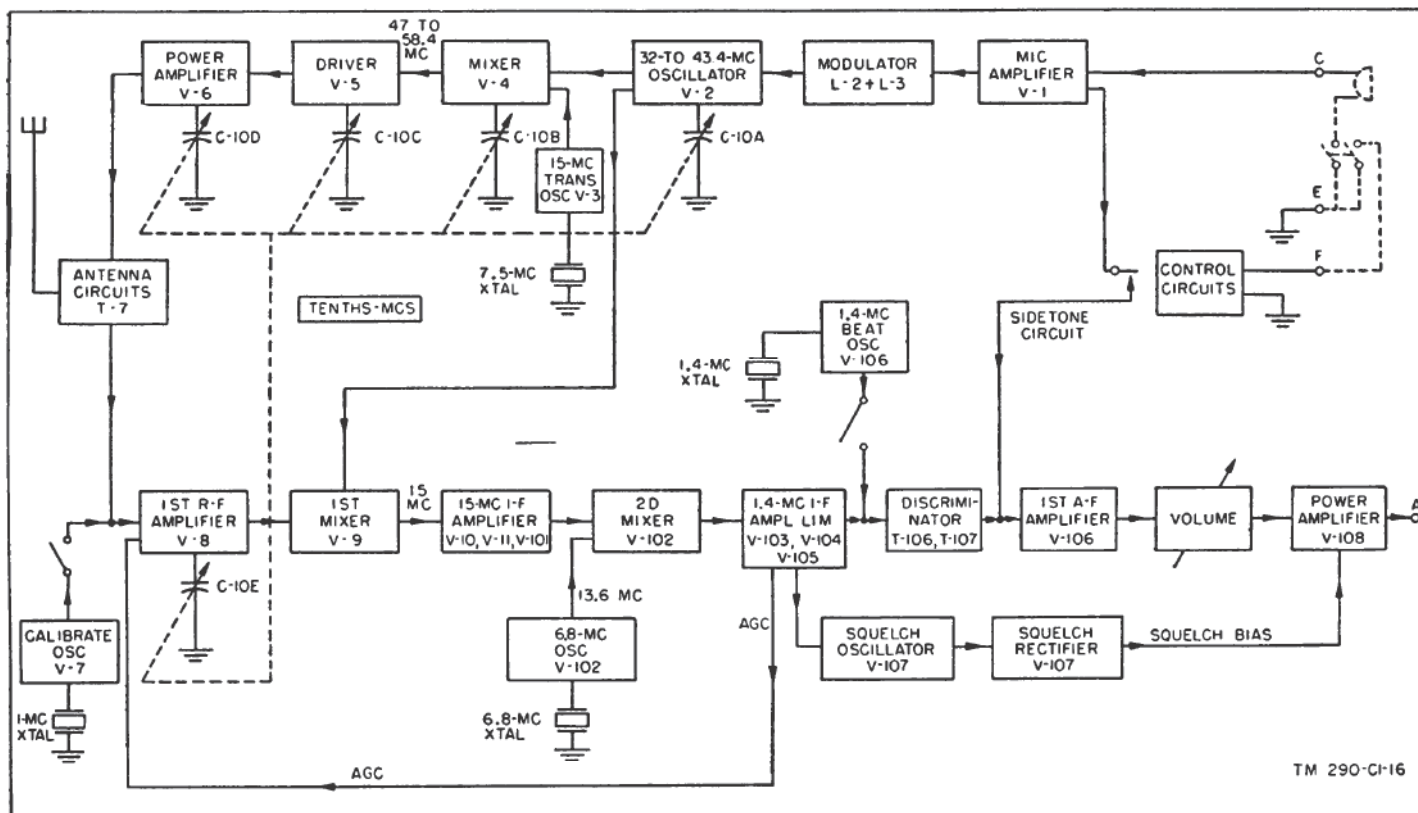 47 TO
58.4
MC
POWER
AMPLIFIER
V-6
DRIVER
V-5
MIXER
V-4
32-TO 43.4-MC
OSCILLATOR
V-2
MODULATOR
L-2+L-3
MIC
AMPLIFIER
V-1
C
C-10D
C-10C
C-10B
C-10A
15-MC
TRANS
OSC V-3
E
F
ANTENNA
CIRCUITS
T-7
7.5-MC
XTAL
CONTROL
CIRCUITS
TENTHS-MCS
SIDETONE
CIRCUIT
1.4-MC
BEAT
OSC
V-106
1.4-MC
XTAL
1ST R-F
AMPLIFIER
V-8
1ST
MIXER
V-9
15
MC
15-MC I-F
AMPLIFIER
V-10, V-11, V-101
2D
MIXER
V-102
1.4-MC I-F
AMPL LIM
V-103, V-104
V-105
DISCRIMI-
NATOR
T-106, T-107
1ST A-F
AMPLIFIER
V-106
VOLUME
POWER
AMPLIFIER
V-108
A
C-10E
13.6 MC
CALIBRATE
OSC
V-7
6.8-MC
OSC
V-102
AGC
SQUELCH
OSCILLATOR
V-107
SQUELCH
RECTIFIER
V-107
SQUELCH BIAS
1-MC
XTAL
6.8-MC
XTAL
AGC
TM 290-C1-16